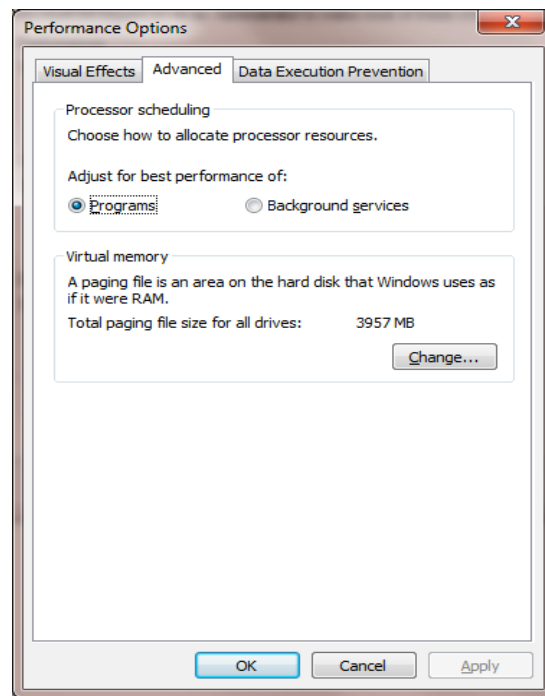 Performance Options
Visual Effects Advanced Data Execution Prevention
Processor scheduling
Choose how to allocate processor resources.
Adjust for best performance of:
Programs Background services
Virtual memory
A paging file is an area on the hard disk that Windows uses as
if it were RAM.
Total paging file size for all drives: 3957 MB
Change...
OK Cancel Apply